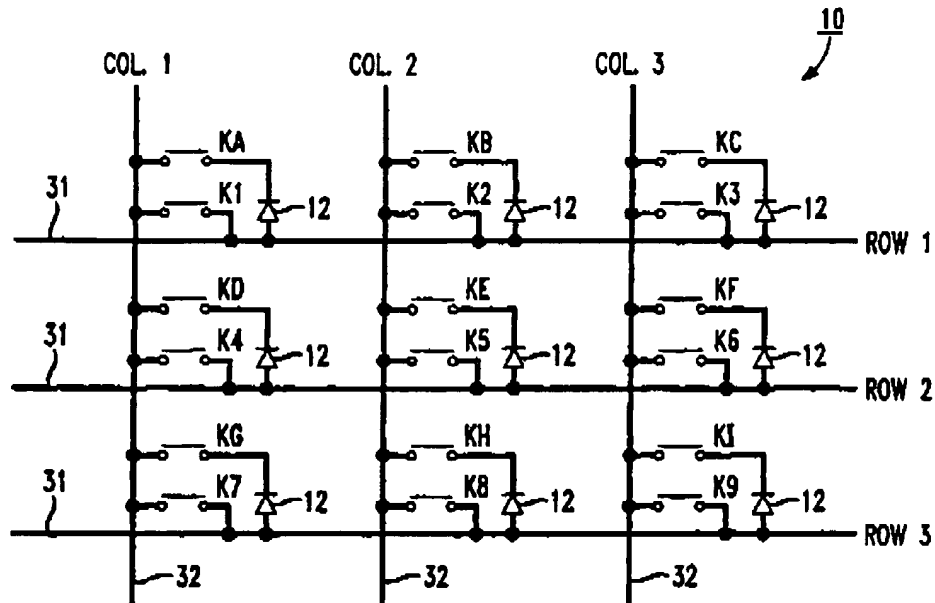 10
COL. 1 COL. 2 COL. 3
KA KB KC
31 K1 12 K2 12 K3 12
ROW 1
KD KE KF
31 K4 12 K5 12 K6 12
ROW 2
KG KH KI
31 K7 12 K8 12 K9 12
ROW 3
32 32 32